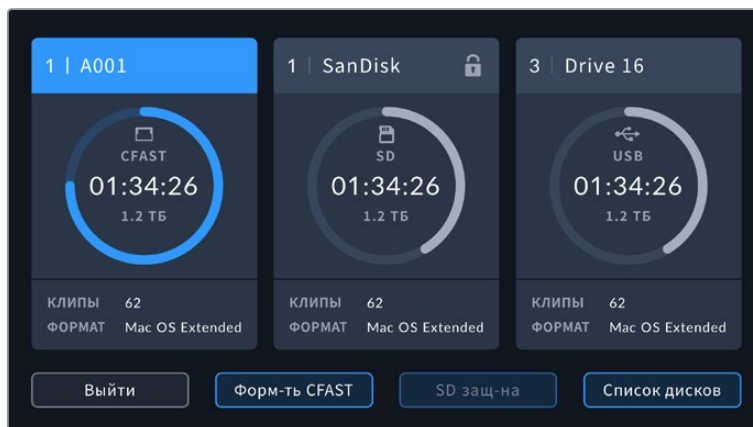 1 | A001
CFAST
01:34:26
1.2 ТБ
КЛИПЫ 62
ФОРМАТ Mac OS Extended
1 | SanDisk
SD
01:34:26
1.2 ТБ
КЛИПЫ 62
ФОРМАТ Mac OS Extended
3 | Drive 16
USB
01:34:26
1.2 ТБ
КЛИПЫ 62
ФОРМАТ Mac OS Extended
Выйти
Форм-ть CFAST
SD защ-на
Список дисков